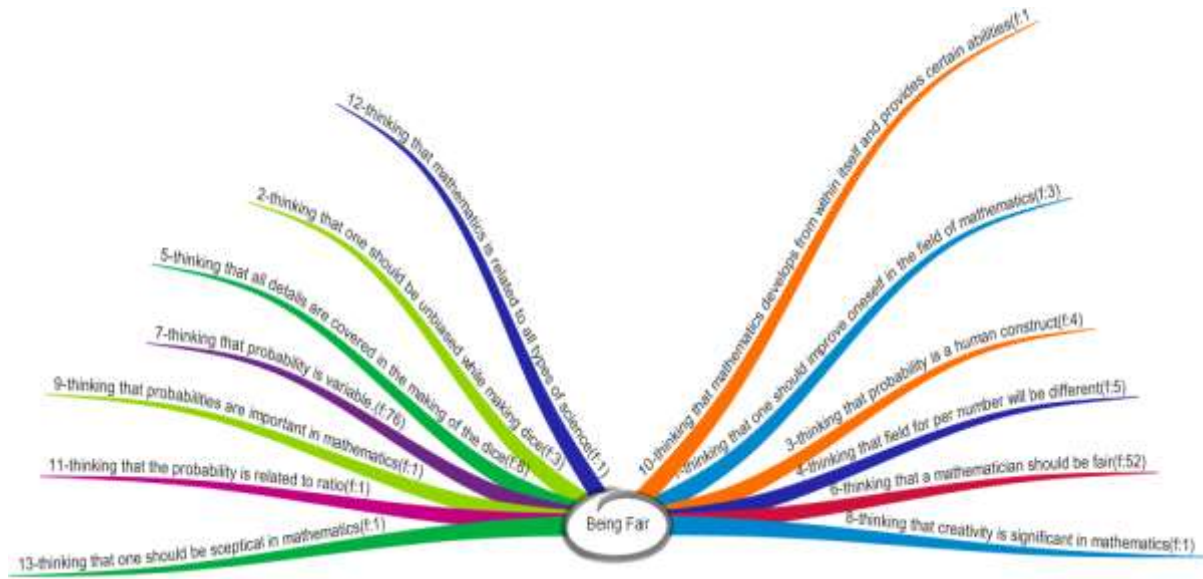 12-thinking that mathematics is related to all types of science(f:1)
2-thinking that one should be unbiased while making dice(f:3)
5-thinking that all details are covered in the making of the dice(f:8)
7-thinking that probability is variable.(f:76)
9-thinking that probabilities are important in mathematics(f:1)
11-thinking that the probability is related to ratio(f:1)
13-thinking that one should be sceptical in mathematics(f:1)
10-thinking that mathematics develops from within itself and provides certain abilities(f:1
1-thinking that one should improve oneself in the field of mathematics(f:3)
3-thinking that probability is a human construct(f:4)
4-thinking that field for per number will be different(f:5)
6-thinking that a mathematician should be fair(f:52)
8-thinking that creativity is significant in mathematics(f:1)
Being Far